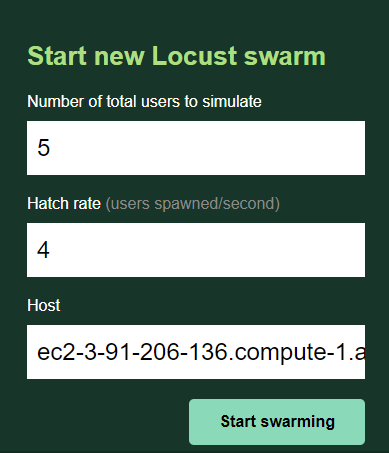 Start new Locust swarm
Number of total users to simulate
5
Hatch rate (users spawned/second)
4
Host
ec2-3-91-206-136.compute-1.a
Start swarming